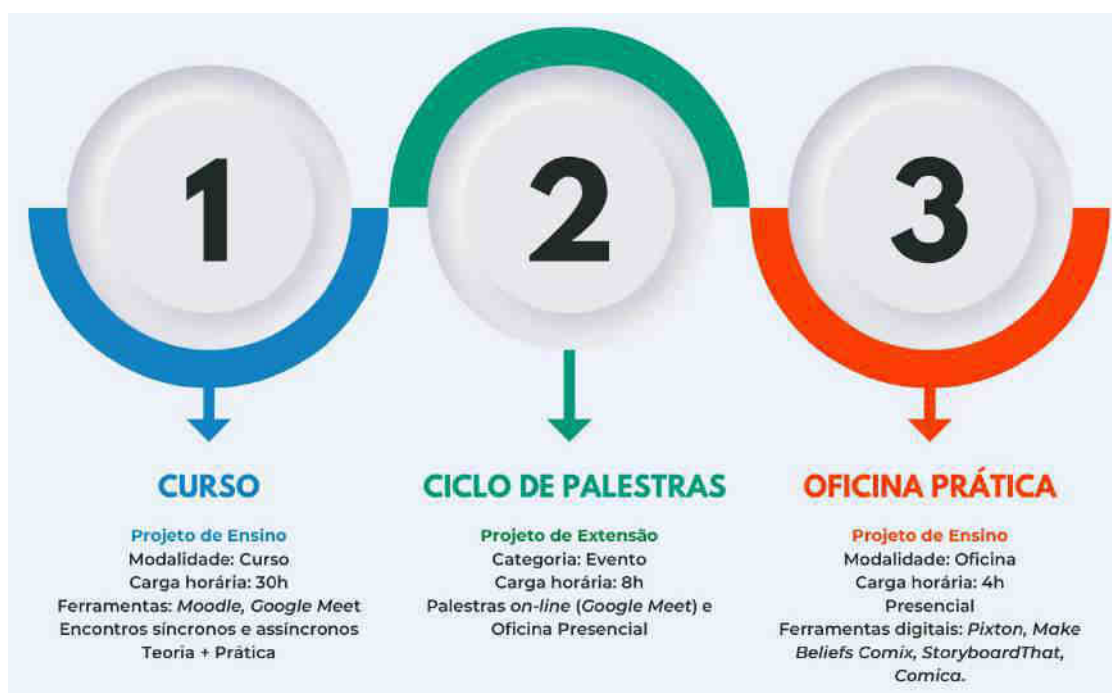 1
2
3
CURSO
Projeto de Ensino
Modalidade: Curso
Carga horária: 30h
Ferramentas: Moodle, Google Meet
Encontros síncronos e assíncronos
Teoria + Prática
CICLO DE PALESTRAS
Projeto de Extensão
Categoria: Evento
Carga horária: 8h
Palestras on-line (Google Meet) e
Oficina Presencial
OFICINA PRÁTICA
Projeto de Ensino
Modalidade: Oficina
Carga horária: 4h
Presencial
Ferramentas digitais: Pixton, Make
Beliefs Comix, StoryboardThat,
Comica.